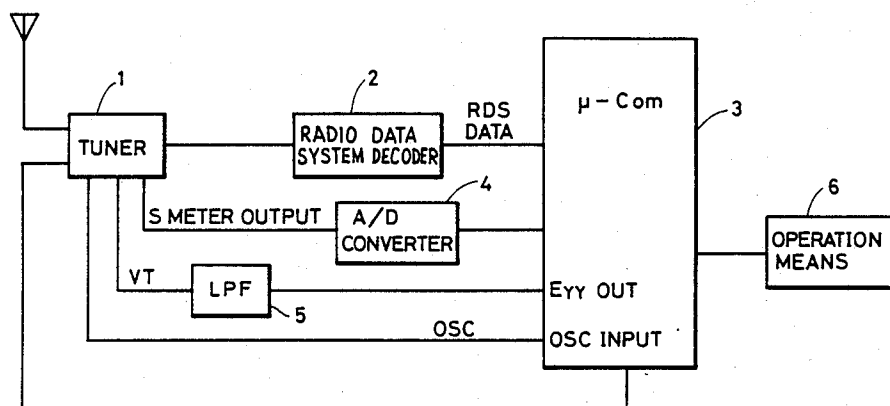 1
TUNER
2
RADIO DATA
SYSTEM DECODER
RDS
DATA
μ-Com
3
S METER OUTPUT
4
A/D
CONVERTER
6
OPERATION
MEANS
VT
LPF
5
EYY OUT
OSC
OSC INPUT